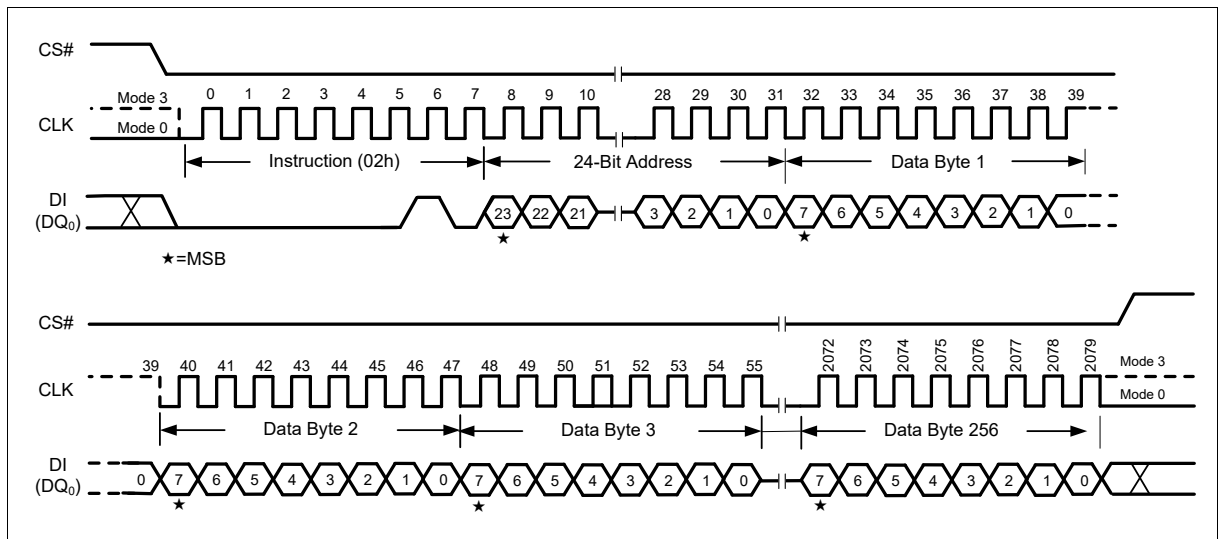 CS#
Mode 3 0 1 2 3 4 5 6 7 8 9 10 28 29 30 31 32 33 34 35 36 37 38 39
CLK
Mode 0
Instruction (02h) 24-Bit Address Data Byte 1
DI
(DQ₀)
23 22 21 3 2 1 0 7 6 5 4 3 2 1 0
★ ★
★=MSB
CS#
39 40 41 42 43 44 45 46 47 48 49 50 51 52 53 54 55 2072 2073 2074 2075 2076 2077 2078 2079 Mode 3
CLK
Mode 0
Data Byte 2 Data Byte 3 Data Byte 256
DI
(DQ₀)
0 7 6 5 4 3 2 1 0 7 6 5 4 3 2 1 0 7 6 5 4 3 2 1 0
★ ★ ★